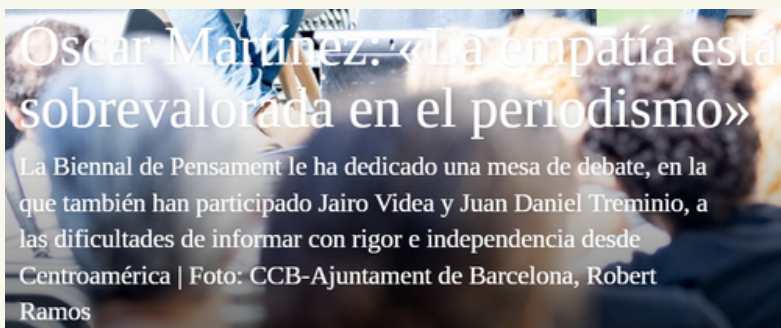 Óscar Martínez: «La empatía está
sobrevalorada en el periodismo»
La Biennal de Pensament le ha dedicado una mesa de debate, en la
que también han participado Jairo Videa y Juan Daniel Treminio, a
las dificultades de informar con rigor e independencia desde
Centroamérica | Foto: CCB-Ajuntament de Barcelona, Robert
Ramos